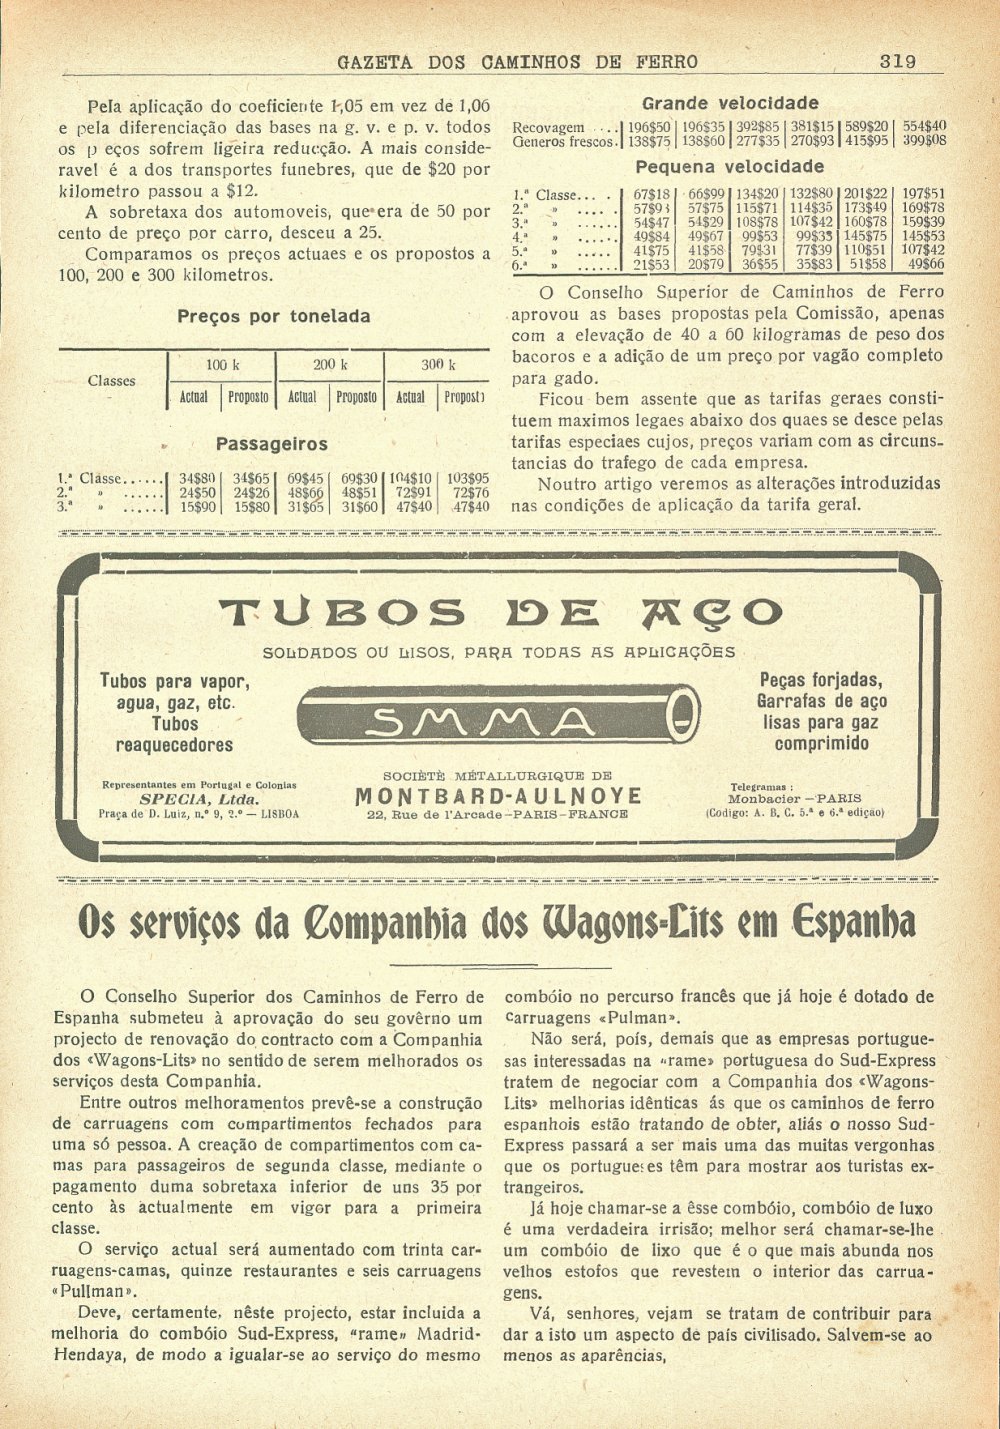 GAZETA DOS CAMINHOS DE FERRO 319
Pela aplicação do coeficiente 1,05 em vez de 1,06
e pela diferenciação das bases na g. v. e p. v. todos
os p eços sofrem ligeira reducção. A mais conside-
ravel é a dos transportes funebres, que de $20 por
kilometro passou a $12.
A sobretaxa dos automoveis, que era de 50 por
cento de preço por carro, desceu a 25.
Comparamos os preços actuaes e os propostos a
100, 200 e 300 kilometros.
Preços por tonelada
Classes
100 k 200 k 300 k
Actual Proposto Actual Proposto Actual Proposto
Passageiros
1.ª Classe...... 34$80 34$65 69$45 69$30 104$10 103$95
2.ª » ...... 24$50 24$26 48$66 48$51 72$91 72$76
3.ª » ...... 15$90 15$80 31$65 31$60 47$40 47$40
Grande velocidade
Recovagem .... 196$50 196$35 392$85 381$15 589$20 554$40
Generos frescos. 138$75 138$60 277$35 270$93 415$95 399$08
Pequena velocidade
1.ª Classe... . 67$18 66$99 134$20 132$80 201$22 197$51
2.ª » ..... 57$93 57$75 115$71 114$35 173$49 169$78
3.ª » ..... 54$47 54$29 108$78 107$42 160$78 159$39
4.ª » ...... 49$84 49$67 99$53 99$33 145$75 145$53
5.ª » ..... 41$75 41$58 79$31 77$39 110$51 107$42
6.ª » ...... 21$53 20$79 36$55 35$83 51$58 49$66
O Conselho Superior de Caminhos de Ferro
aprovou as bases propostas pela Comissão, apenas
com a elevação de 40 a 60 kilogramas de peso dos
bacoros e a adição de um preço por vagão completo
para gado.
Ficou bem assente que as tarifas geraes consti-
tuem maximos legaes abaixo dos quaes se desce pelas
tarifas especiaes cujos, preços variam com as circuns-
tancias do trafego de cada empresa.
Noutro artigo veremos as alterações introduzidas
nas condições de aplicação da tarifa geral.
TUBOS DE AÇO
SOLDADOS OU LISOS, PARA TODAS AS APLICAÇÕES
Tubos para vapor,
agua, gaz, etc.
Tubos
reaquecedores
SMMA
Peças forjadas,
Garrafas de aço
lisas para gaz
comprimido
Representantes em Portugal e Colonias
SPECIA, Ltda.
Praça de D. Luiz, n.º 9, 2.º — LISBOA
SOCIÈTÈ MÉTALLURGIQUE DE
MONTBARD-AULNOYE
22, Rue de l'Arcade-PARIS-FRANCE
Telegramas :
Monbacier — PARIS
(Codigo: A. B. C. 5.ª e 6.ª edição)
Os serviços da Companhia dos Wagons-Lits em Espanha
O Conselho Superior dos Caminhos de Ferro de
Espanha submeteu à aprovação do seu govêrno um
projecto de renovação do contracto com a Companhia
dos «Wagons-Lits» no sentido de serem melhorados os
serviços desta Companhia.
Entre outros melhoramentos prevê-se a construção
de carruagens com compartimentos fechados para
uma só pessoa. A creação de compartimentos com ca-
mas para passageiros de segunda classe, mediante o
pagamento duma sobretaxa inferior de uns 35 por
cento às actualmente em vigor para a primeira
classe.
O serviço actual será aumentado com trinta car-
ruagens-camas, quinze restaurantes e seis carruagens
«Pullman».
Deve, certamente, nêste projecto, estar incluida a
melhoria do combóio Sud-Express, "rame" Madrid-
Hendaya, de modo a igualar-se ao serviço do mesmo
combóio no percurso francês que já hoje é dotado de
carruagens «Pulman».
Não será, pois, demais que as empresas portugue-
sas interessadas na «rame» portuguesa do Sud-Express
tratem de negociar com a Companhia dos «Wagons-
Lits» melhorias idênticas ás que os caminhos de ferro
espanhois estão tratando de obter, aliás o nosso Sud-
Express passará a ser mais uma das muitas vergonhas
que os portugueses têm para mostrar aos turistas ex-
trangeiros.
Já hoje chamar-se a êsse combóio, combóio de luxo
é uma verdadeira irrisão; melhor será chamar-se-lhe
um combóio de lixo que é o que mais abunda nos
velhos estofos que revestem o interior das carrua-
gens.
Vá, senhores, vejam se tratam de contribuir para
dar a isto um aspecto de país civilisado. Salvem-se ao
menos as aparências,